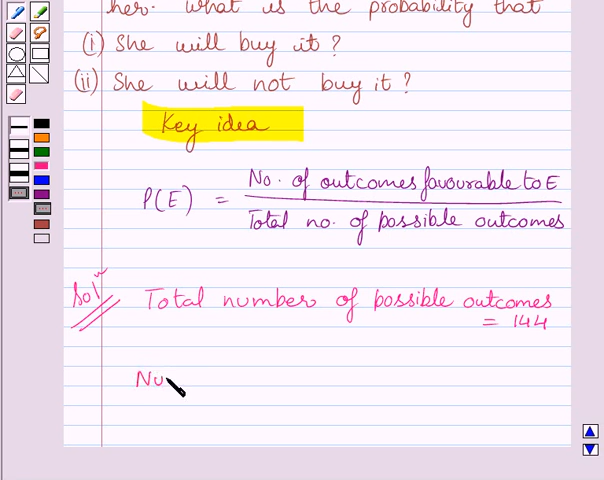 her. What is the probability that
(i) She will buy it?
(ii) She will not buy it?
Key idea
P(E) = No. of outcomes favourable to E
Total no. of possible outcomes
Solⁿ Total number of possible outcomes
= 144
Nu